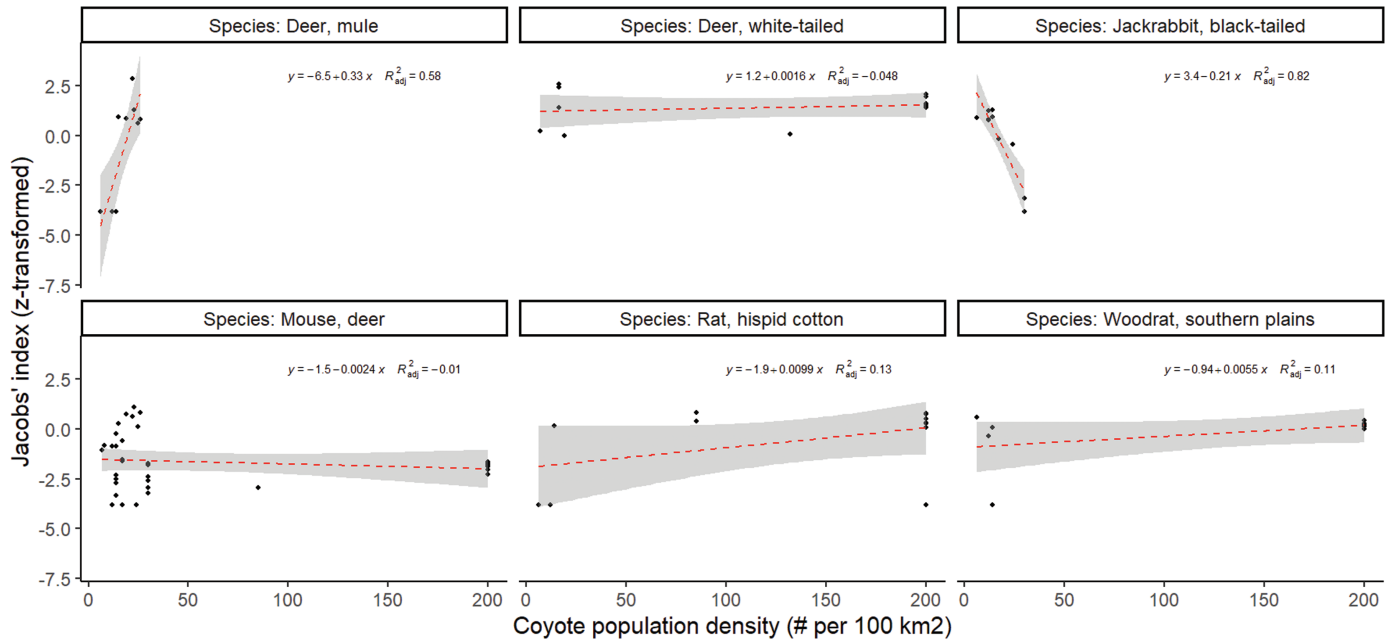 Species: Deer, mule
Species: Deer, white-tailed
Species: Jackrabbit, black-tailed
y = −6.5+0.33 x R²adj = 0.58
y = 1.2+0.0016 x R²adj = −0.048
y = 3.4−0.21 x R²adj = 0.82
2.5
0.0
-2.5
-5.0
-7.5
Jacobs' index (z-transformed)
Species: Mouse, deer
Species: Rat, hispid cotton
Species: Woodrat, southern plains
y = −1.5−0.0024 x R²adj = −0.01
y = −1.9+0.0099 x R²adj = 0.13
y = −0.94+0.0055 x R²adj = 0.11
2.5
0.0
-2.5
-5.0
-7.5
0 50 100 150 200
0 50 100 150 200
0 50 100 150 200
Coyote population density (# per 100 km2)